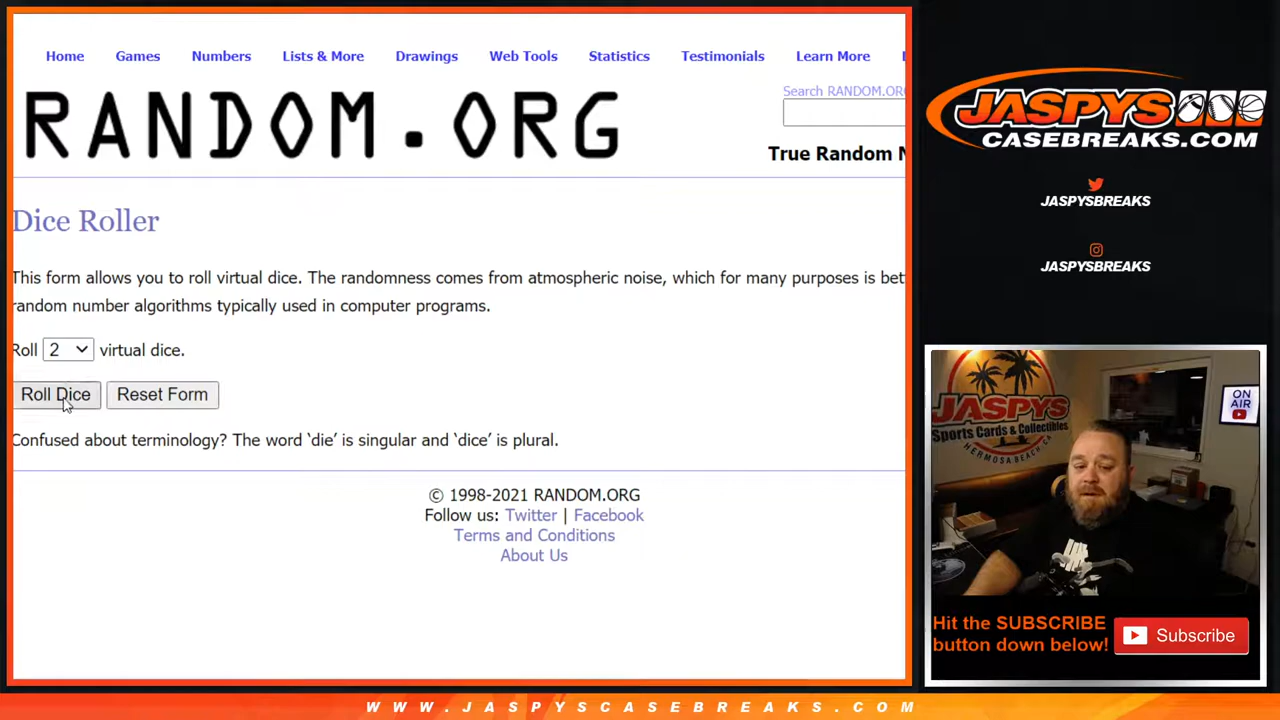 Home Games Numbers Lists & More Drawings Web Tools Statistics Testimonials Learn More
RANDOM.ORG
Search RANDOM.ORG
True Random N
Dice Roller
This form allows you to roll virtual dice. The randomness comes from atmospheric noise, which for many purposes is bet
random number algorithms typically used in computer programs.
Roll 2 virtual dice.
Roll Dice Reset Form
Confused about terminology? The word ‘die’ is singular and ‘dice’ is plural.
© 1998-2021 RANDOM.ORG
Follow us: Twitter | Facebook
Terms and Conditions
About Us
JASPYS
CASEBREAKS.COM
JASPYSBREAKS
JASPYSBREAKS
JASPYS
Sports Cards & Collectibles
HERMOSA BEACH, CA
ON
AIR
Hit the SUBSCRIBE
button down below!
Subscribe
WWW.JASPYSCASEBREAKS.COM